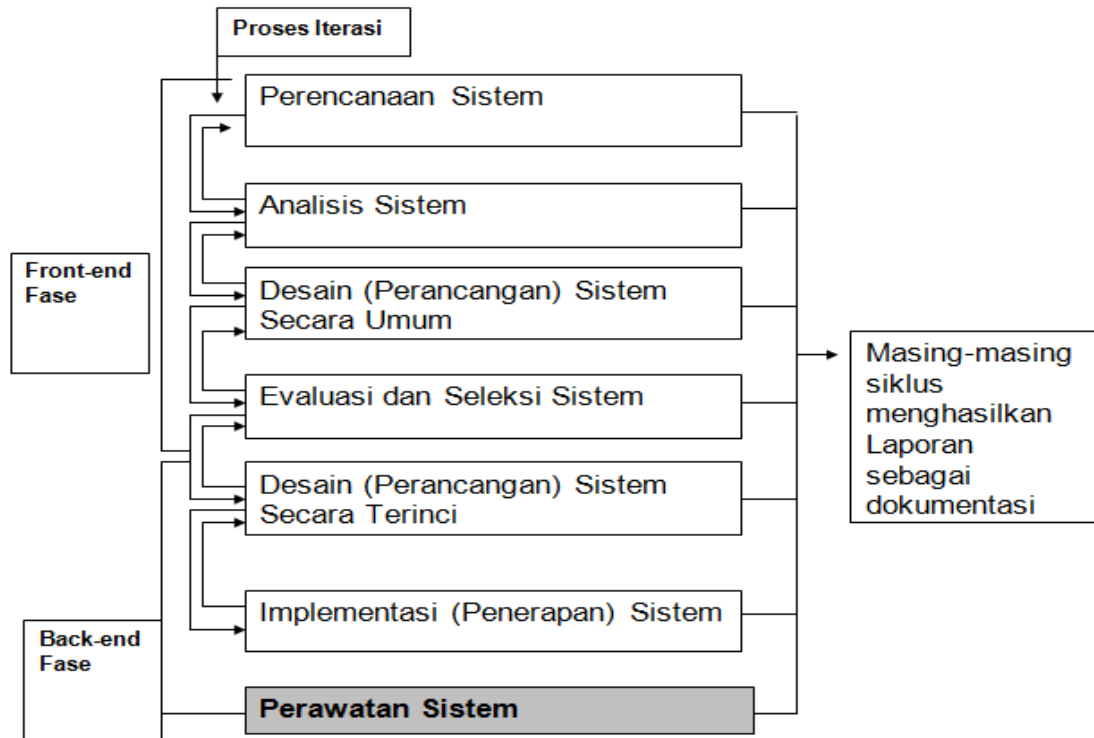 Proses Iterasi
Perencanaan Sistem
Analisis Sistem
Front-end
Fase
Desain (Perancangan) Sistem
Secara Umum
Evaluasi dan Seleksi Sistem
Masing-masing
siklus
menghasilkan
Laporan
sebagai
dokumentasi
Desain (Perancangan) Sistem
Secara Terinci
Implementasi (Penerapan) Sistem
Back-end
Fase
Perawatan Sistem